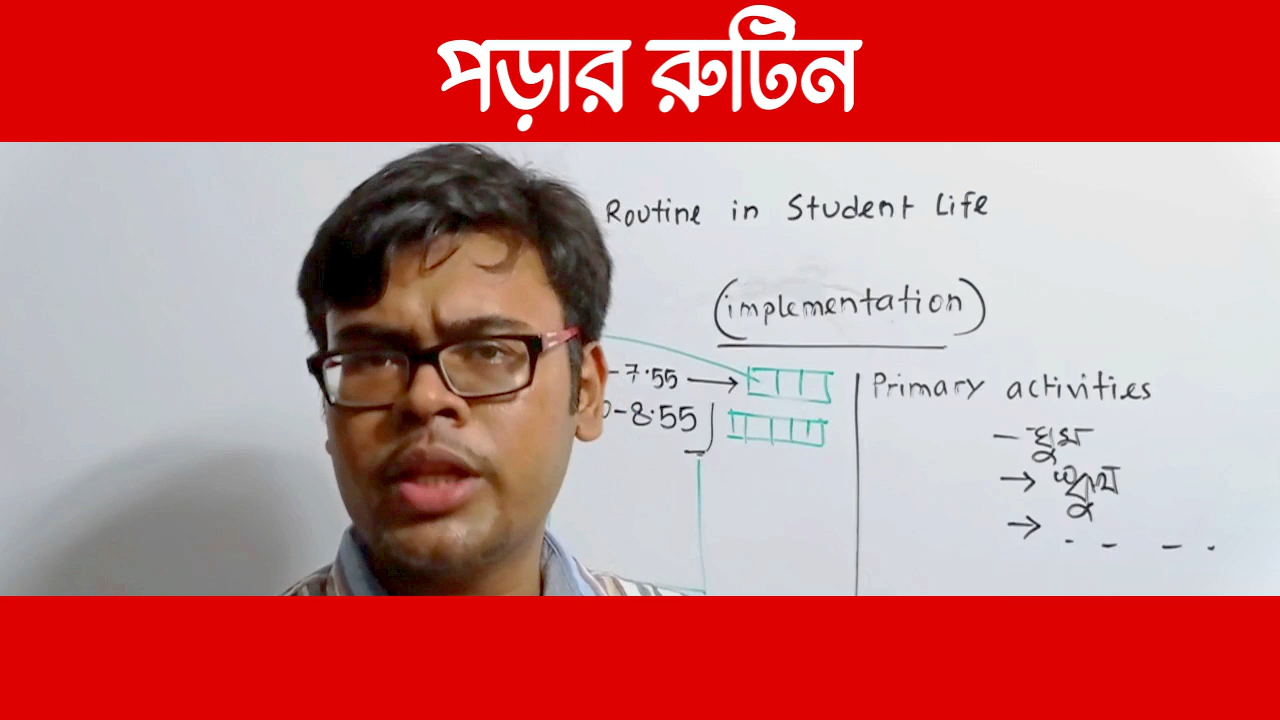 পড়ার রুটিন
Routine in Student Life
(implementation)
-7.55 →
-8.55
Primary activities
- ঘুম
→
→ . - - .